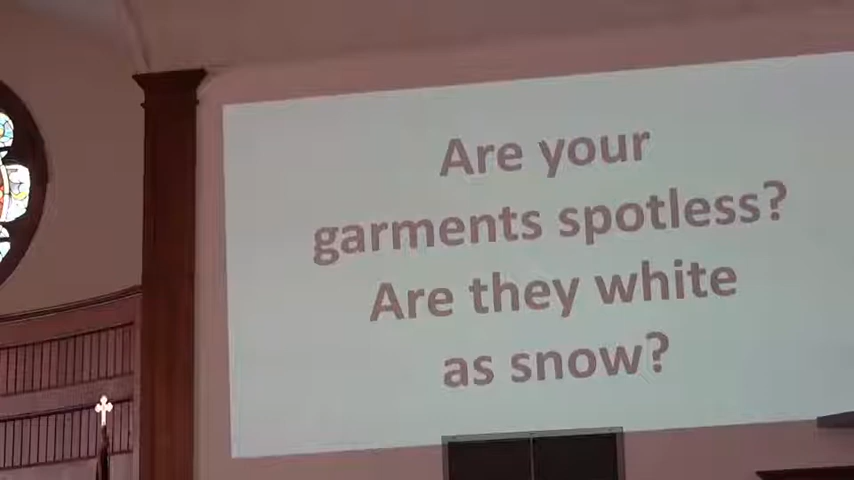 Are your
garments spotless?
Are they white
as snow?